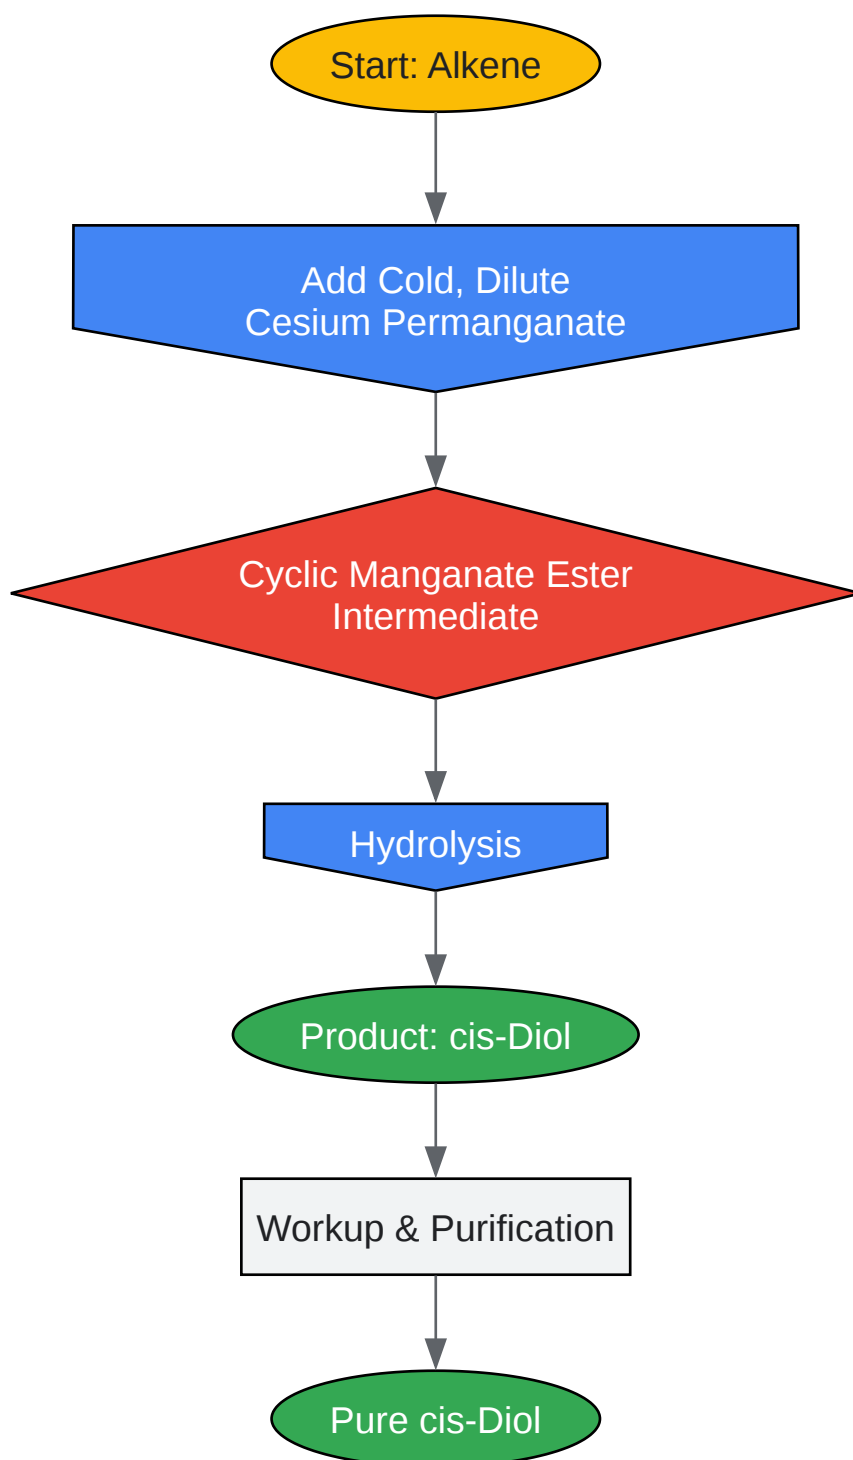 Start: Alkene
Add Cold, Dilute
Cesium Permanganate
Cyclic Manganate Ester
Intermediate
Hydrolysis
Product: cis-Diol
Workup & Purification
Pure cis-Diol